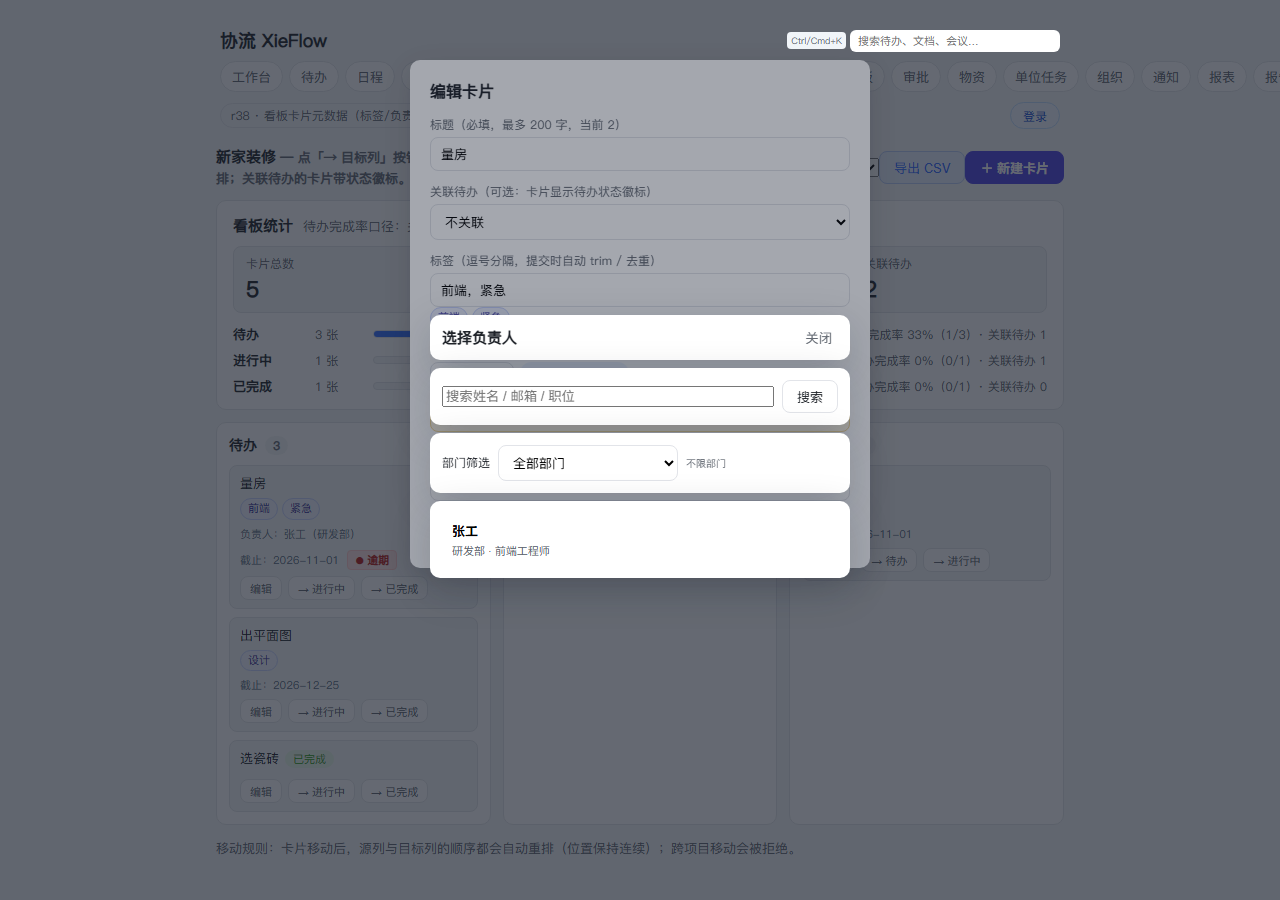 协流 XieFlow
Ctrl/Cmd+K
搜索待办、文档、会议…
工作台
待办
日程
审批
物资
单位任务
组织
通知
报表
r38 · 看板卡片元数据（标签/负责
登录
新家装修 — 点「→ 目标列」按
排；关联待办的卡片带状态徽标。
导出 CSV
＋ 新建卡片
看板统计
待办完成率口径：
卡片总数
5
关联待办
2
待办
3 张
完成率 33%（1/3）· 关联待办 1
进行中
1 张
办完成率 0%（0/1）· 关联待办 1
已完成
1 张
办完成率 0%（0/1）· 关联待办 0
待办
3
量房
前端
紧急
负责人：张工（研发部）
截止：2026-11-01
逾期
编辑
→ 进行中
→ 已完成
出平面图
设计
截止：2026-12-25
编辑
→ 进行中
→ 已完成
选瓷砖
已完成
编辑
→ 进行中
→ 已完成
-11-01
→ 待办
→ 进行中
移动规则：卡片移动后，源列与目标列的顺序都会自动重排（位置保持连续）；跨项目移动会被拒绝。
编辑卡片
标题（必填，最多 200 字，当前 2）
量房
关联待办（可选：卡片显示待办状态徽标）
不关联
标签（逗号分隔，提交时自动 trim / 去重）
前端，紧急
选择负责人
关闭
搜索姓名 / 邮箱 / 职位
搜索
部门筛选
全部部门
不限部门
张工
研发部 · 前端工程师